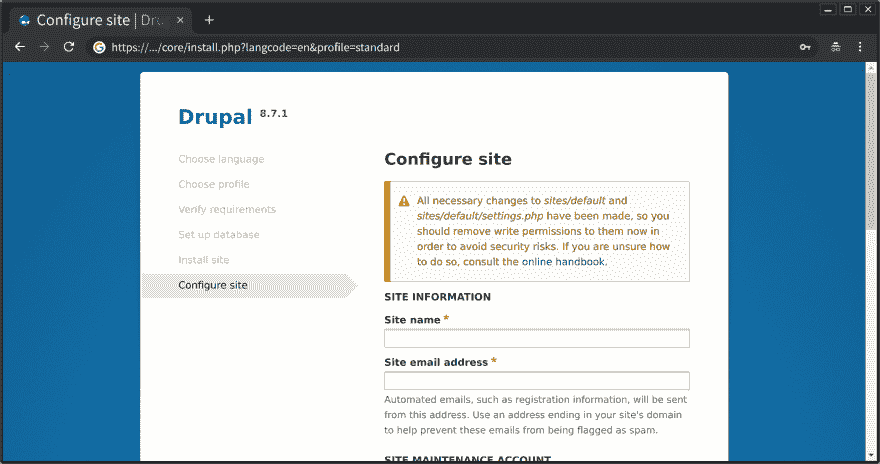 Configure site | Dru
https://.../core/install.php?langcode=en&profile=standard
Drupal 8.7.1
Choose language
Choose profile
Verify requirements
Set up database
Install site
Configure site
Configure site
All necessary changes to sites/default and
sites/default/settings.php have been made, so you
should remove write permissions to them now in
order to avoid security risks. If you are unsure how
to do so, consult the online handbook.
SITE INFORMATION
Site name *
Site email address *
Automated emails, such as registration information, will be sent
from this address. Use an address ending in your site's domain
to help prevent these emails from being flagged as spam.
SITE MAINTENANCE ACCOUNT